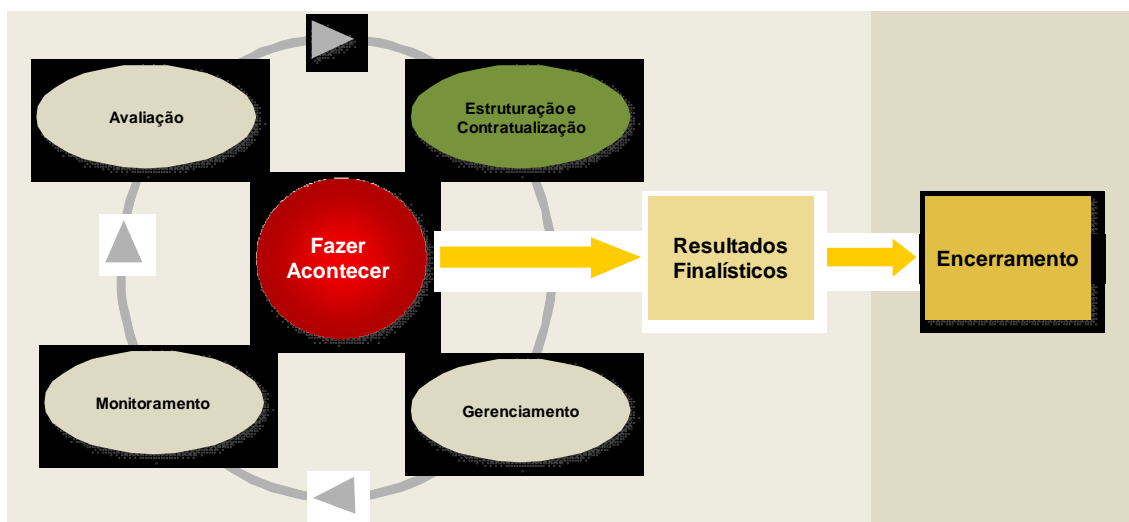 Avaliação
Estruturação e
Contratualização
Fazer
Acontecer
Resultados
Finalísticos
Encerramento
Monitoramento
Gerenciamento